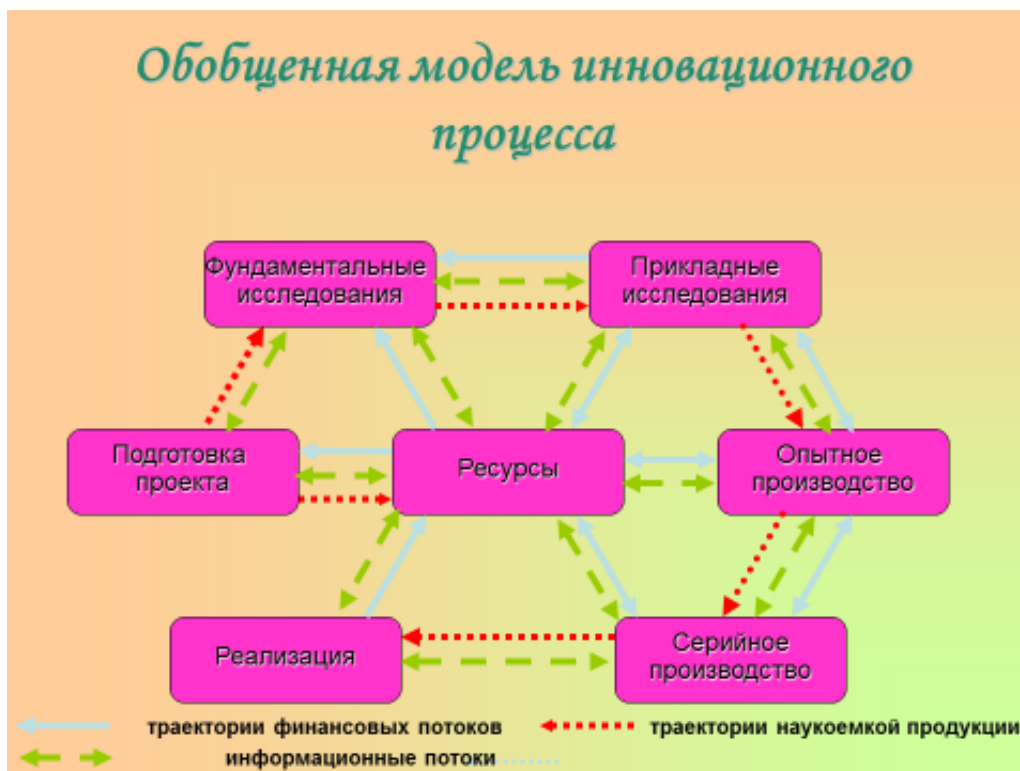 Обобщенная модель инновационного
процесса
Фундаментальные
исследования
Прикладные
исследования
Подготовка
проекта
Ресурсы
Опытное
производство
Реализация
Серийное
производство
траектории финансовых потоков
траектории наукоемкой продукции
информационные потоки